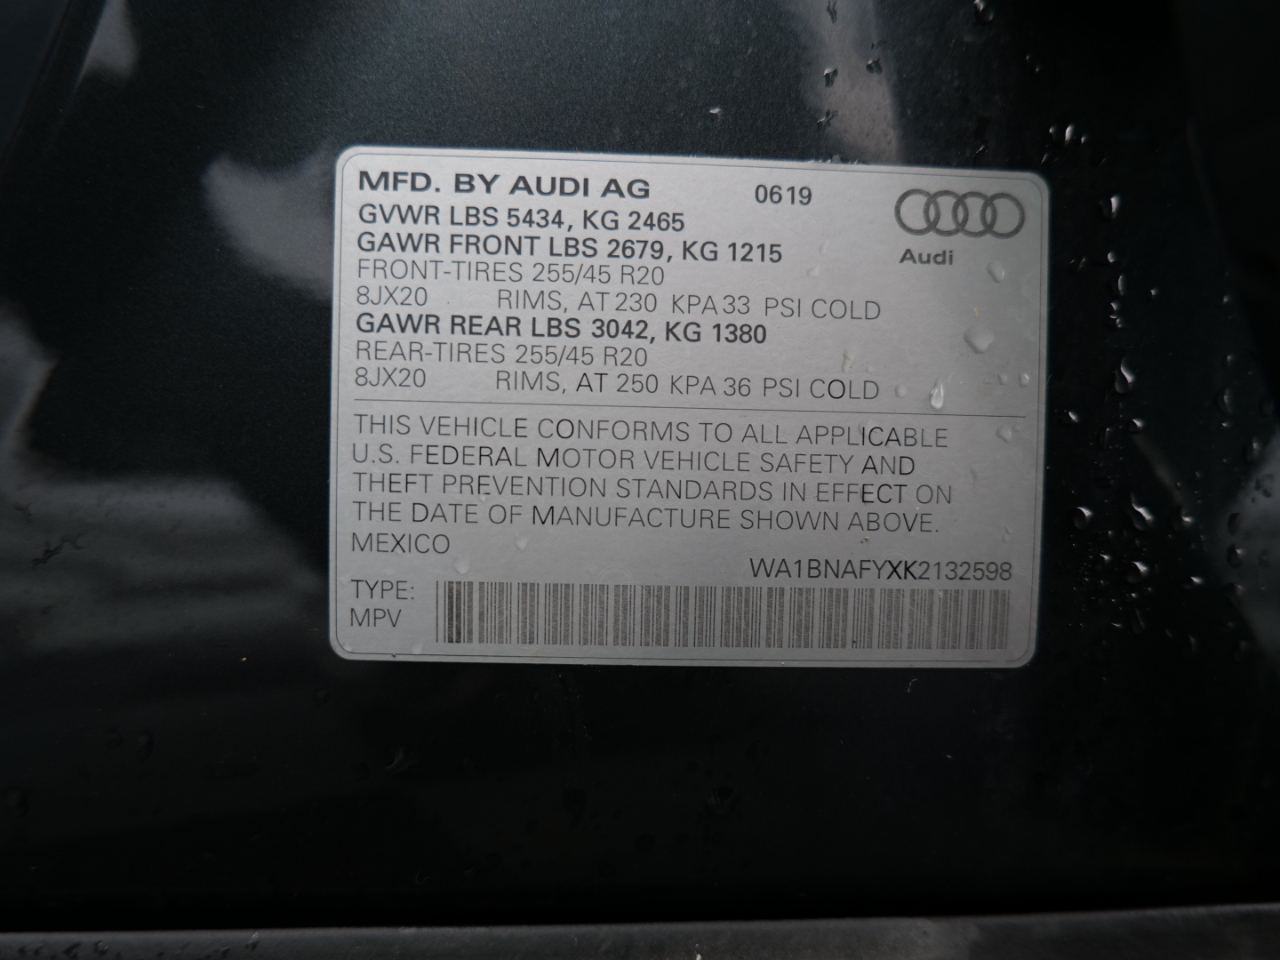 MFD. BY AUDI AG 0619
GVWR LBS 5434, KG 2465
GAWR FRONT LBS 2679, KG 1215
Audi
FRONT-TIRES 255/45 R20
8JX20 RIMS, AT 230 KPA 33 PSI COLD
GAWR REAR LBS 3042, KG 1380
REAR-TIRES 255/45 R20
8JX20 RIMS, AT 250 KPA 36 PSI COLD
THIS VEHICLE CONFORMS TO ALL APPLICABLE
U.S. FEDERAL MOTOR VEHICLE SAFETY AND
THEFT PREVENTION STANDARDS IN EFFECT ON
THE DATE OF MANUFACTURE SHOWN ABOVE.
MEXICO
WA1BNAFYXK2132598
TYPE:
MPV